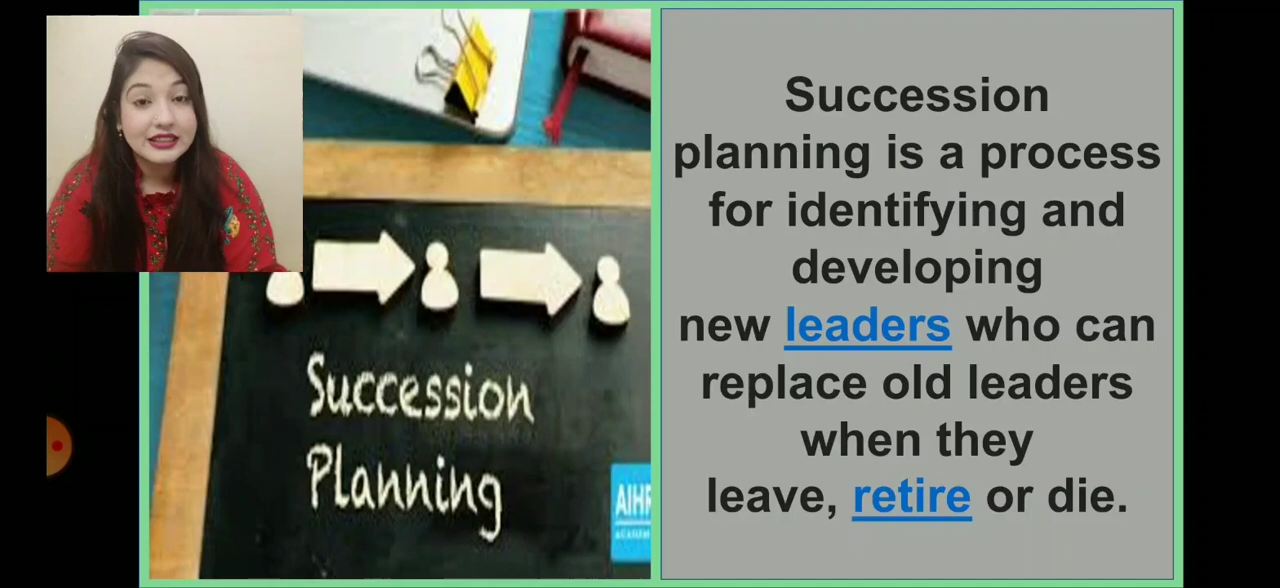 Succession
Planning
AIHR
ACADEM
Succession
planning is a process
for identifying and
developing
new leaders who can
replace old leaders
when they
leave, retire or die.